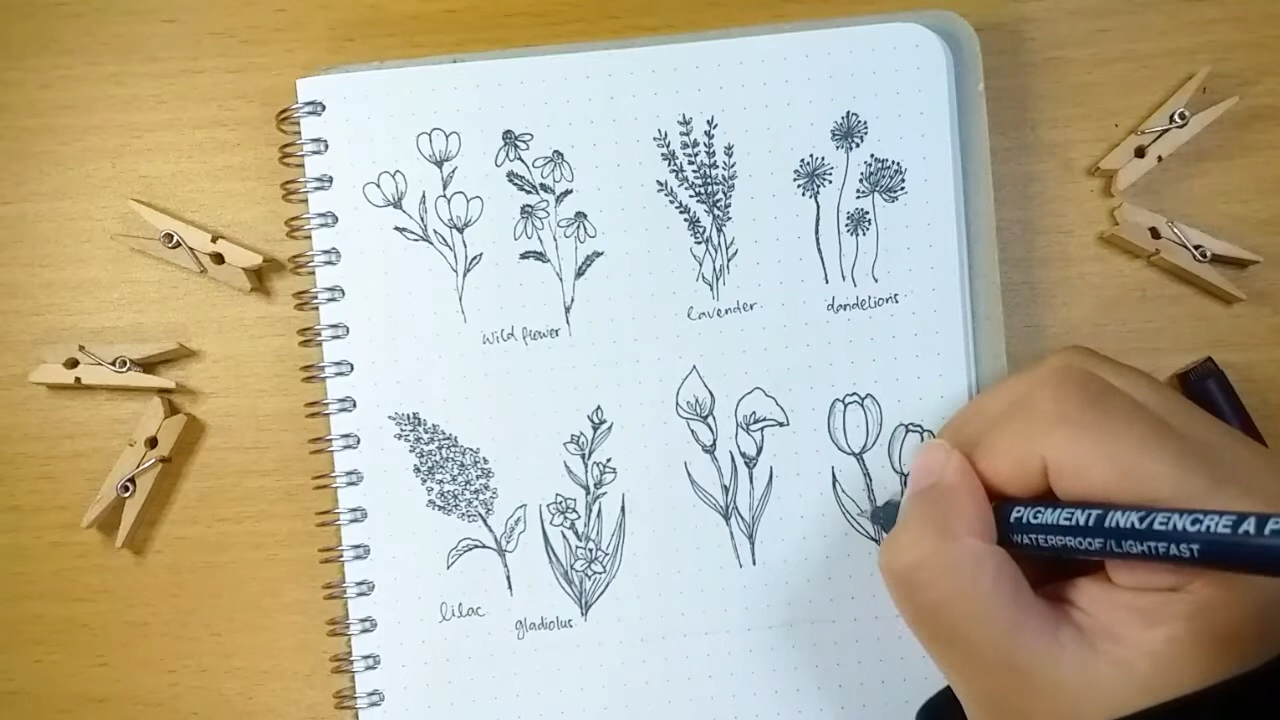 wild flower
lavender
dandelions
lilac
gladiolus
PIGMENT INK/ENCRE A P
WATERPROOF/LIGHTFAST